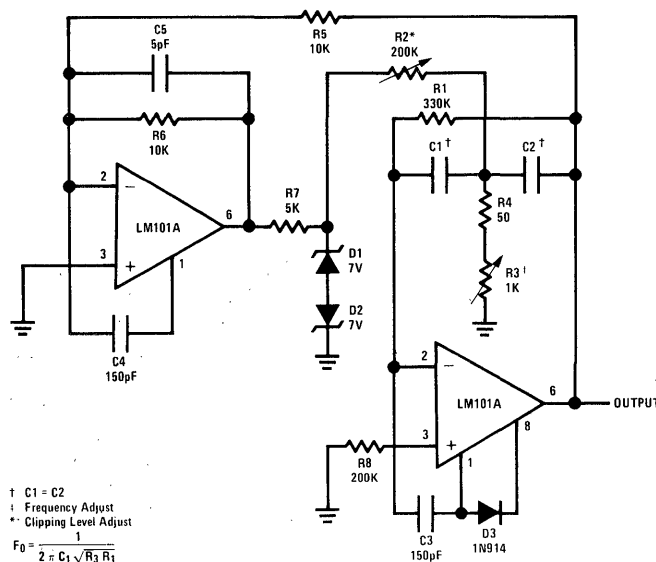 C5
5pF
R5
10K
R2*
200K
R6
10K
R1
330K
C1†
C2†
2
−
LM101A
6
3
+
1
R7
5K
R4
50
D1
7V
D2
7V
R3‡
1K
C4
150pF
2
−
LM101A
6
OUTPUT
8
3
+
1
R8
200K
C3
150pF
D3
1N914
† C1 = C2
‡ Frequency Adjust
* Clipping Level Adjust
F0 = 1 / 2 π C1 √R3 R1